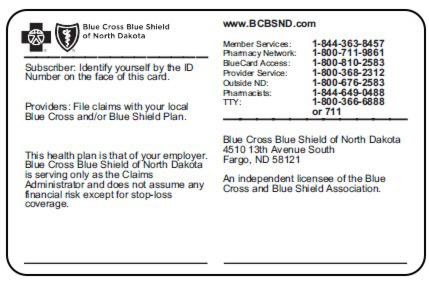 Blue Cross Blue Shield
of North Dakota
Subscriber: Identify yourself by the ID
Number on the face of this card.
Providers: File claims with your local
Blue Cross and/or Blue Shield Plan.
This health plan is that of your employer.
Blue Cross Blue Shield of North Dakota
is serving only as the Claims
Administrator and does not assume any
financial risk except for stop-loss
coverage.
www.BCBSND.com
Member Services: 1-844-363-8457
Pharmacy Network: 1-800-711-9861
BlueCard Access: 1-800-810-2583
Provider Service: 1-800-368-2312
Outside ND: 1-800-676-2583
Pharmacists: 1-844-649-0488
TTY: 1-800-366-6888
or 711
Blue Cross Blue Shield of North Dakota
4510 13th Avenue South
Fargo, ND 58121
An independent licensee of the Blue
Cross and Blue Shield Association.